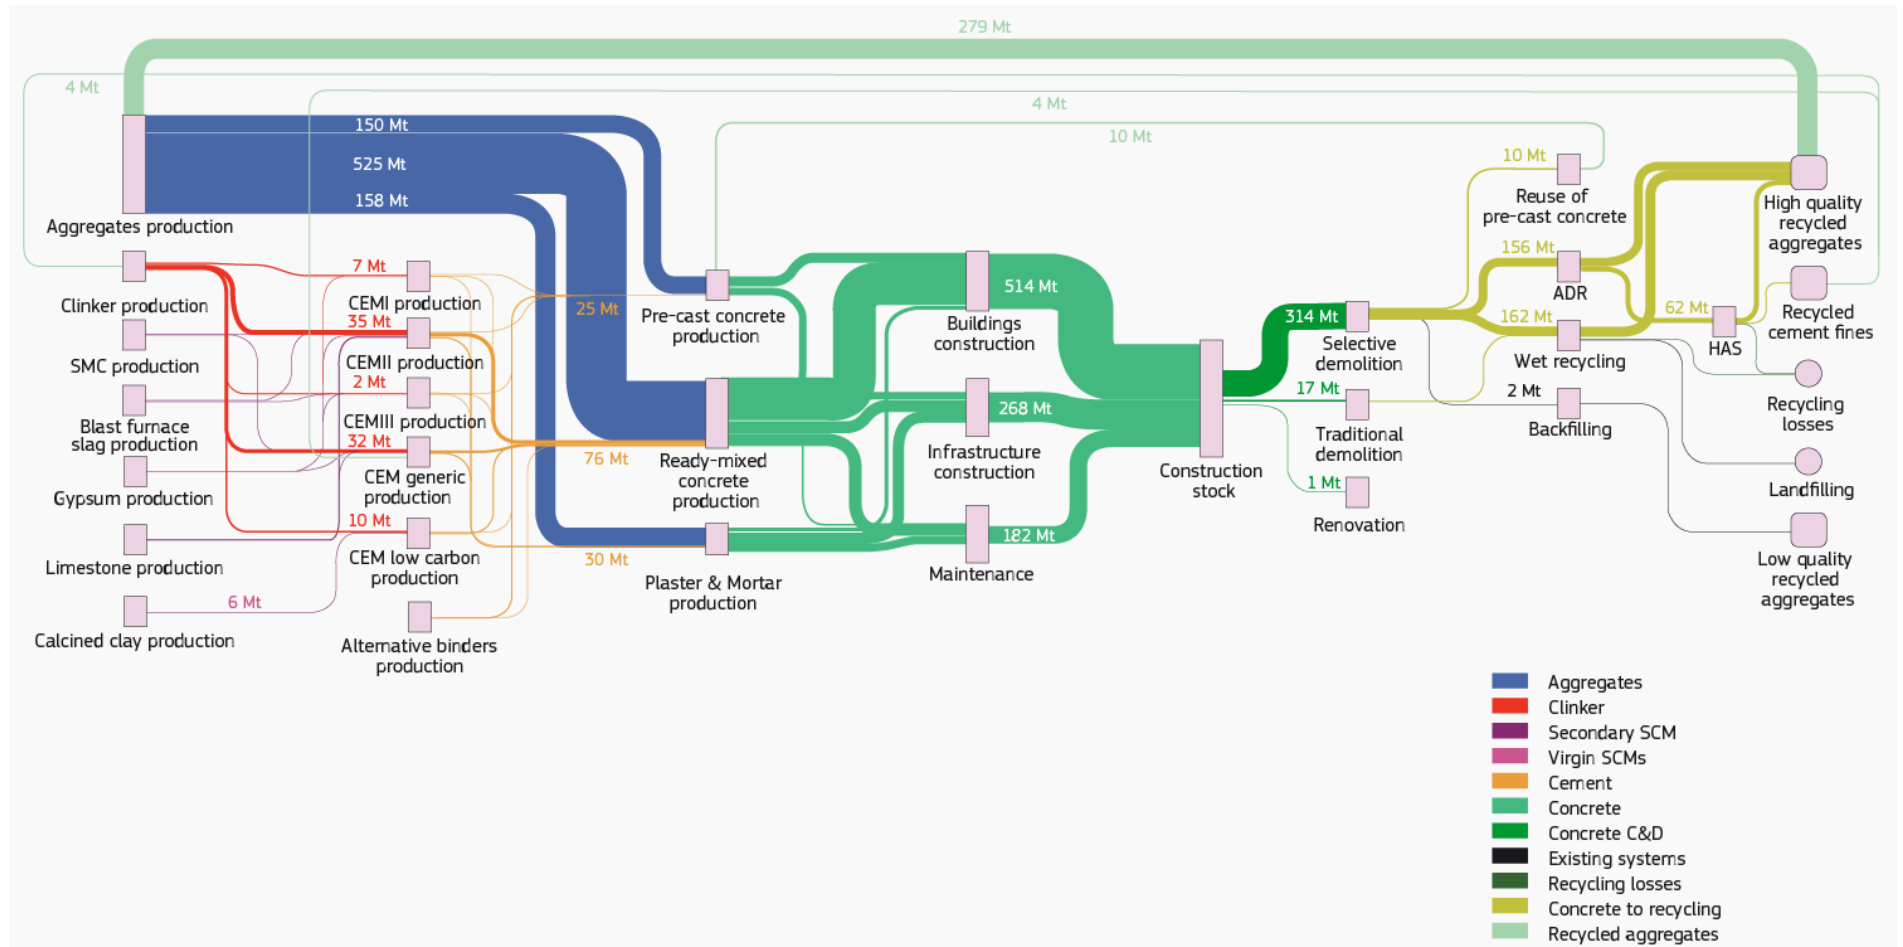 279 Mt
4 Mt
4 Mt
10 Mt
150 Mt
525 Mt
158 Mt
Aggregates production
Clinker production
SMC production
Blast furnace
slag production
Gypsum production
Limestone production
Calcined clay production
6 Mt
7 Mt
CEMI production
35 Mt
CEMII production
2 Mt
CEMIII production
32 Mt
CEM generic
production
10 Mt
CEM low carbon
production
Alternative binders
production
25 Mt
76 Mt
30 Mt
Pre-cast concrete
production
Ready-mixed
concrete
production
Plaster & Mortar
production
Buildings
construction
514 Mt
Infrastructure
construction
268 Mt
Maintenance
182 Mt
Construction
stock
314 Mt
Selective
demolition
17 Mt
Traditional
demolition
1 Mt
Renovation
10 Mt
Reuse of
pre-cast concrete
156 Mt
ADR
162 Mt
Wet recycling
2 Mt
Backfilling
62 Mt
HAS
High quality
recycled
aggregates
Recycled
cement fines
Recycling
losses
Landfilling
Low quality
recycled
aggregates
Aggregates
Clinker
Secondary SCM
Virgin SCMs
Cement
Concrete
Concrete C&D
Existing systems
Recycling losses
Concrete to recycling
Recycled aggregates